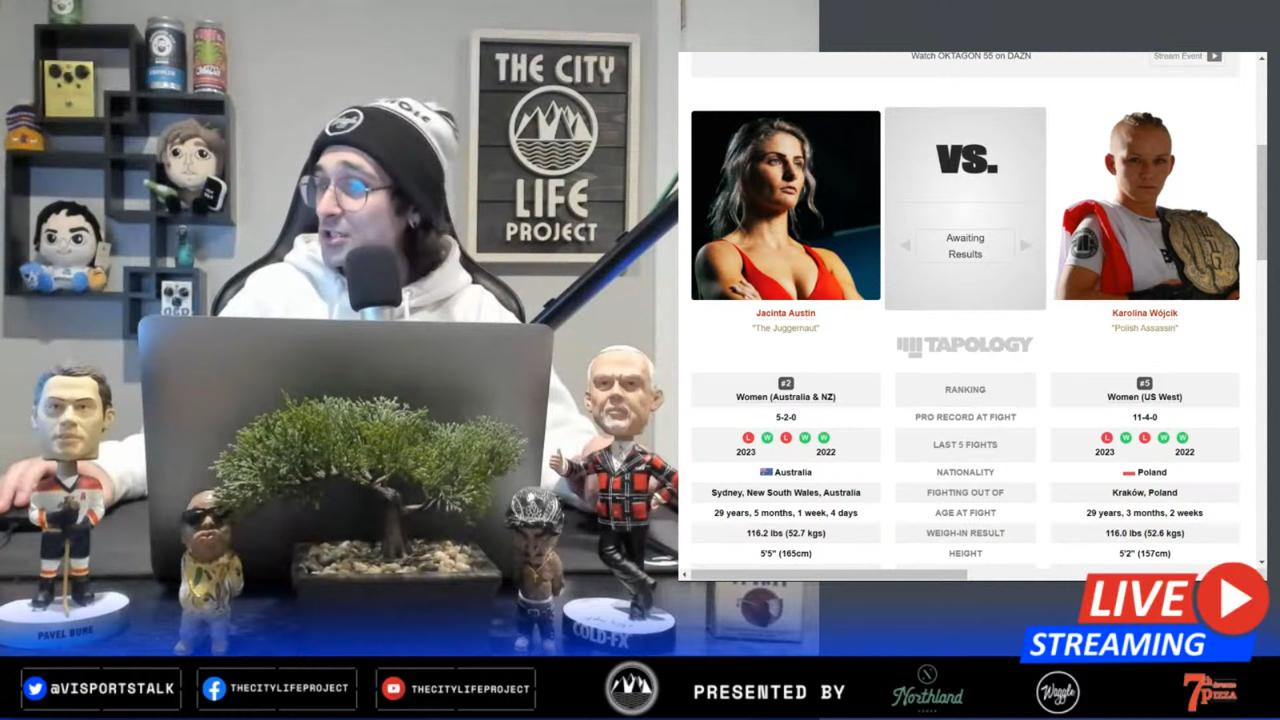 THE CITY
LIFE
PROJECT
PAVEL BURE
COLD-FX
Watch OKTAGON 55 on DAZN
Stream Event
VS.
Awaiting
Results
Jacinta Austin
"The Juggernaut"
Karolina Wójcik
"Polish Assassin"
TAPOLOGY
#2
Women (Australia & NZ)
RANKING
#5
Women (US West)
5-2-0
PRO RECORD AT FIGHT
11-4-0
L W L W W
2023 2022
LAST 5 FIGHTS
L W L W W
2023 2022
Australia
NATIONALITY
Poland
Sydney, New South Wales, Australia
FIGHTING OUT OF
Kraków, Poland
29 years, 5 months, 1 week, 4 days
AGE AT FIGHT
29 years, 3 months, 2 weeks
116.2 lbs (52.7 kgs)
WEIGH-IN RESULT
116.0 lbs (52.6 kgs)
5'5" (165cm)
HEIGHT
5'2" (157cm)
LIVE
STREAMING
@VISPORTSTALK
THECITYLIFEPROJECT
THECITYLIFEPROJECT
PRESENTED BY
Northland
Waggle
7th
PIZZA